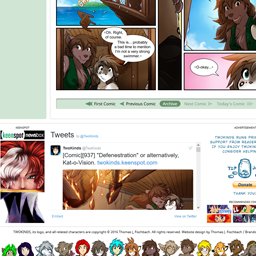 Oh. Right,
of course
This is... probably
a bad time to mention
I'm not a very strong
swimmer~
~O-okay...~
First Comic
Previous Comic
Archive
Next Comic
Today's Comic
keenspot newsbox
Tweets by @Twokinds
Twokinds @Twokinds
[Comic][937] "Defenestration" or alternatively,
Kat-o-Vision. twokinds.keenspot.com
Embed
View on Twitter
TWOKINDS RUNS
SUPPORT FROM READER
IF YOU ENJOY TWOKIND
CONSIDER HELPIN
TIP
Donate
TWOKINDS, its logo, and all related characters are copyright © 2015 Thomas J. Fischbach. All rights reserved. Website design by Thomas J. Fischbach